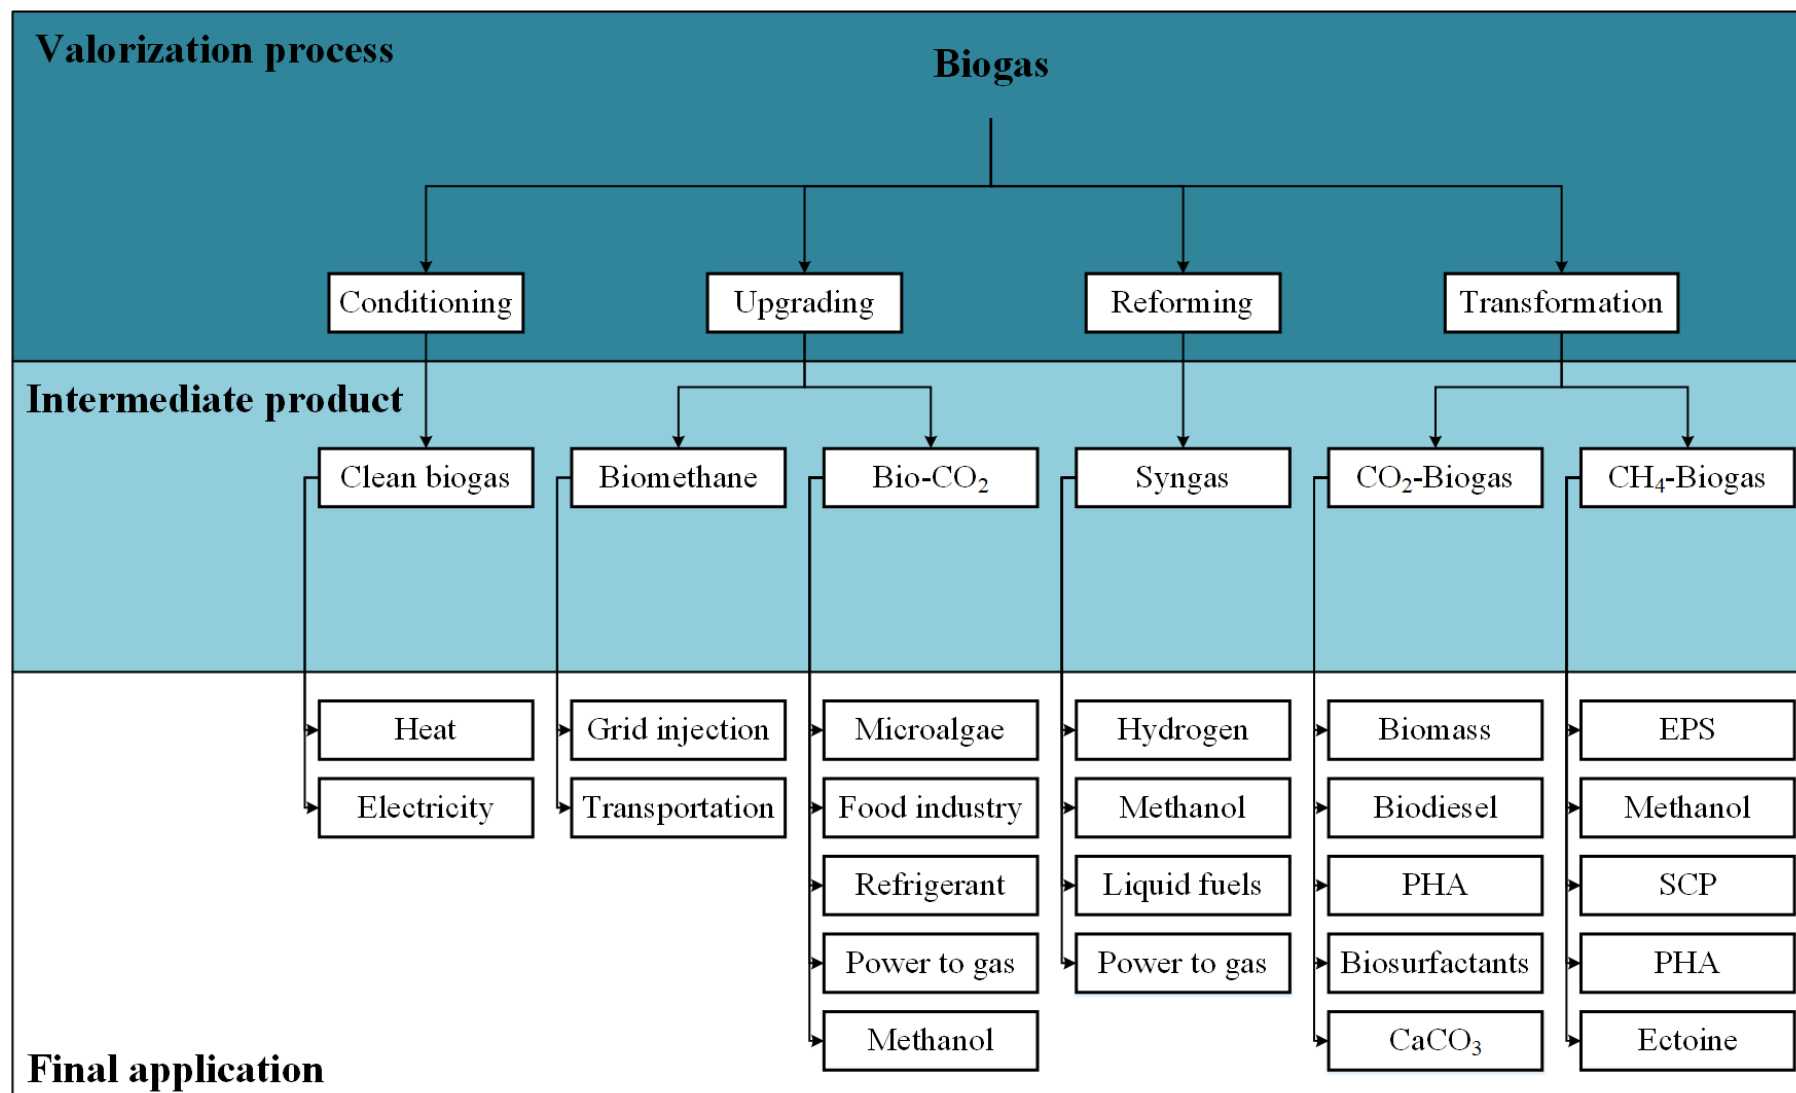 Valorization process
Biogas
Conditioning
Upgrading
Reforming
Transformation
Intermediate product
Clean biogas
Biomethane
Bio-CO₂
Syngas
CO₂-Biogas
CH₄-Biogas
Heat
Grid injection
Microalgae
Hydrogen
Biomass
EPS
Electricity
Transportation
Food industry
Methanol
Biodiesel
Methanol
Refrigerant
Liquid fuels
PHA
SCP
Power to gas
Power to gas
Biosurfactants
PHA
Methanol
CaCO₃
Ectoine
Final application